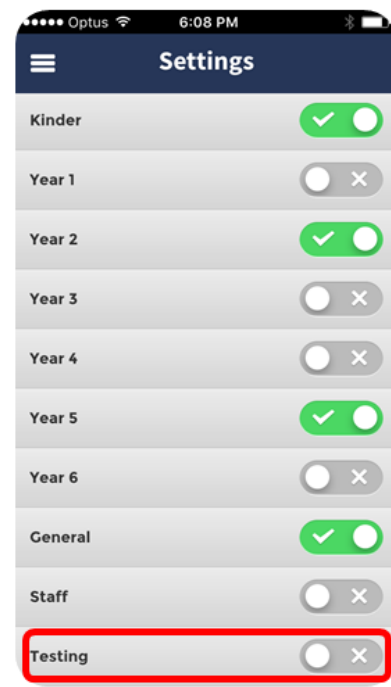 Optus 6:08 PM
Settings
Kinder
Year 1
Year 2
Year 3
Year 4
Year 5
Year 6
General
Staff
Testing